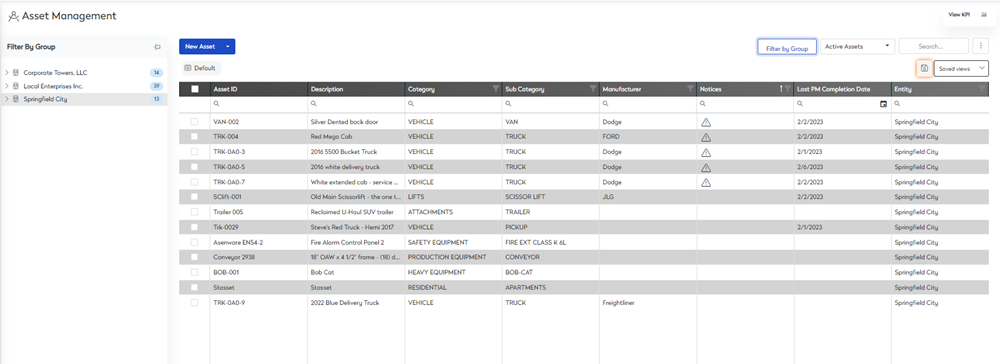 Asset Management
View KPI
Filter By Group
New Asset
Filter by Group
Active Assets
Search...
Default
Saved views
Corporate Towers, LLC 14
Local Enterprises Inc. 39
Springfield City 13
Asset ID Description Category Sub Category Manufacturer Notices Last PM Completion Date Entity
VAN-002 Silver Dented back door VEHICLE VAN Dodge 2/2/2023 Springfield City
TRK-004 Red Mega Cab VEHICLE TRUCK FORD 2/2/2023 Springfield City
TRK-0A0-3 2016 5500 Bucket Truck VEHICLE TRUCK Dodge 2/1/2023 Springfield City
TRK-0A0-5 2016 white delivery truck VEHICLE TRUCK Dodge 2/6/2023 Springfield City
TRK-0A0-7 White extended cab - service ... VEHICLE TRUCK Dodge 2/2/2023 Springfield City
SClift-001 Old Main Scissorlift - the one t... LIFTS SCISSOR LIFT JLG 2/2/2023 Springfield City
Trailer 005 Reclaimed U-Haul SUV trailer ATTACHMENTS TRAILER Springfield City
Trk-0029 Steve's Red Truck - Hemi 2017 VEHICLE PICKUP 2/1/2023 Springfield City
Asenware EN54-2 Fire Alarm Control Panel 2 SAFETY EQUIPMENT FIRE EXT CLASS K 6L Springfield City
Conveyor 2938 18" OAW x 4 1/2" frame - (18) d... PRODUCTION EQUIPMENT CONVEYOR Springfield City
BOB-001 Bob Cat HEAVY EQUIPMENT BOB-CAT Springfield City
Stasset Stasset RESIDENTIAL APARTMENTS Springfield City
TRK-0A0-9 2022 Blue Delivery Truck VEHICLE TRUCK Freightliner Springfield City